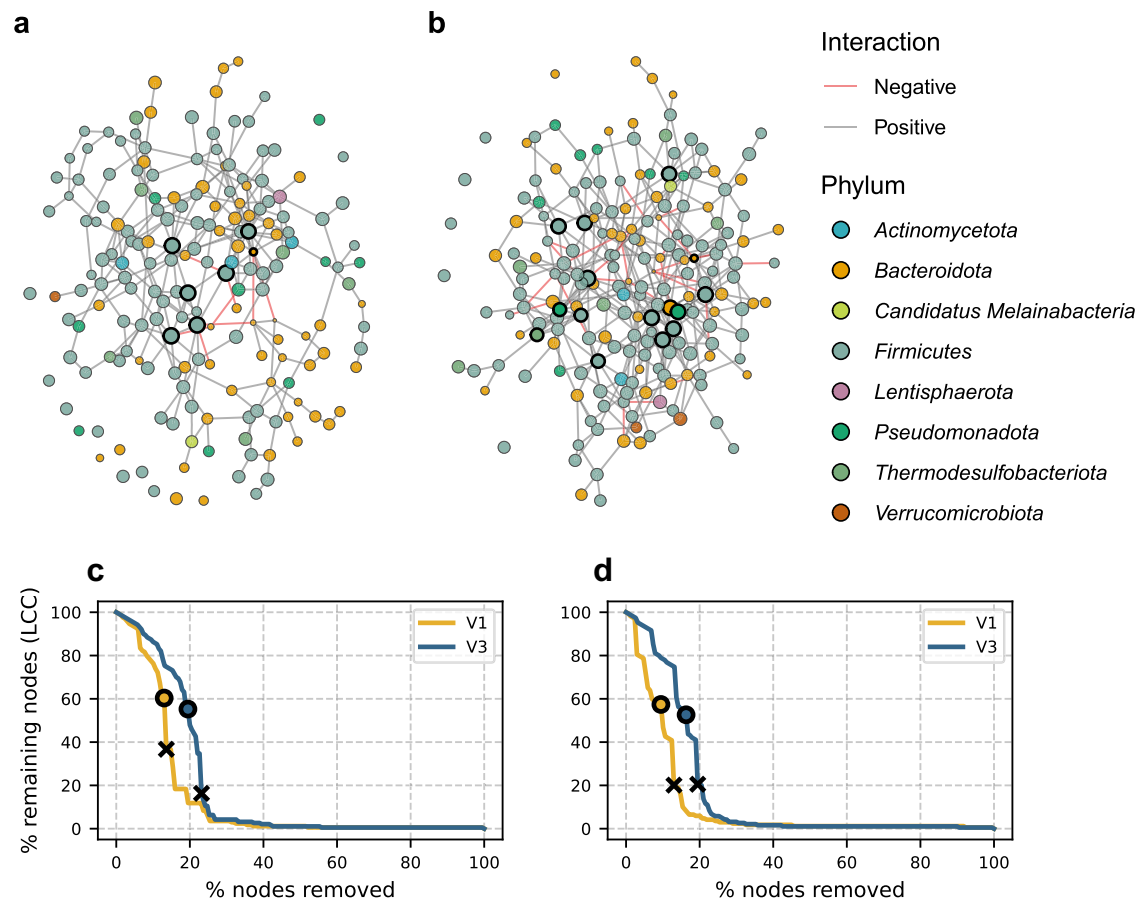 a
b
Interaction
Negative
Positive
Phylum
Actinomycetota
Bacteroidota
Candidatus Melainabacteria
Firmicutes
Lentisphaerota
Pseudomonadota
Thermodesulfobacteriota
Verrucomicrobiota
c
% remaining nodes (LCC)
100
80
60
40
20
0
0 20 40 60 80 100
% nodes removed
V1
V3
d
100
80
60
40
20
0
0 20 40 60 80 100
% nodes removed
V1
V3